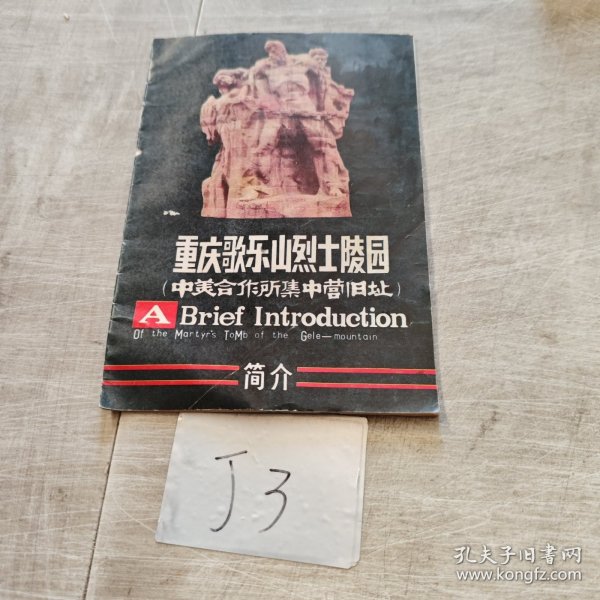 重庆歌乐山烈士陵园
(中美合作所集中营旧址)
A Brief Introduction
Of the Martyr's ToMb of the Gele—mountain
简介
J3
孔夫子旧书网
www.kongfz.com